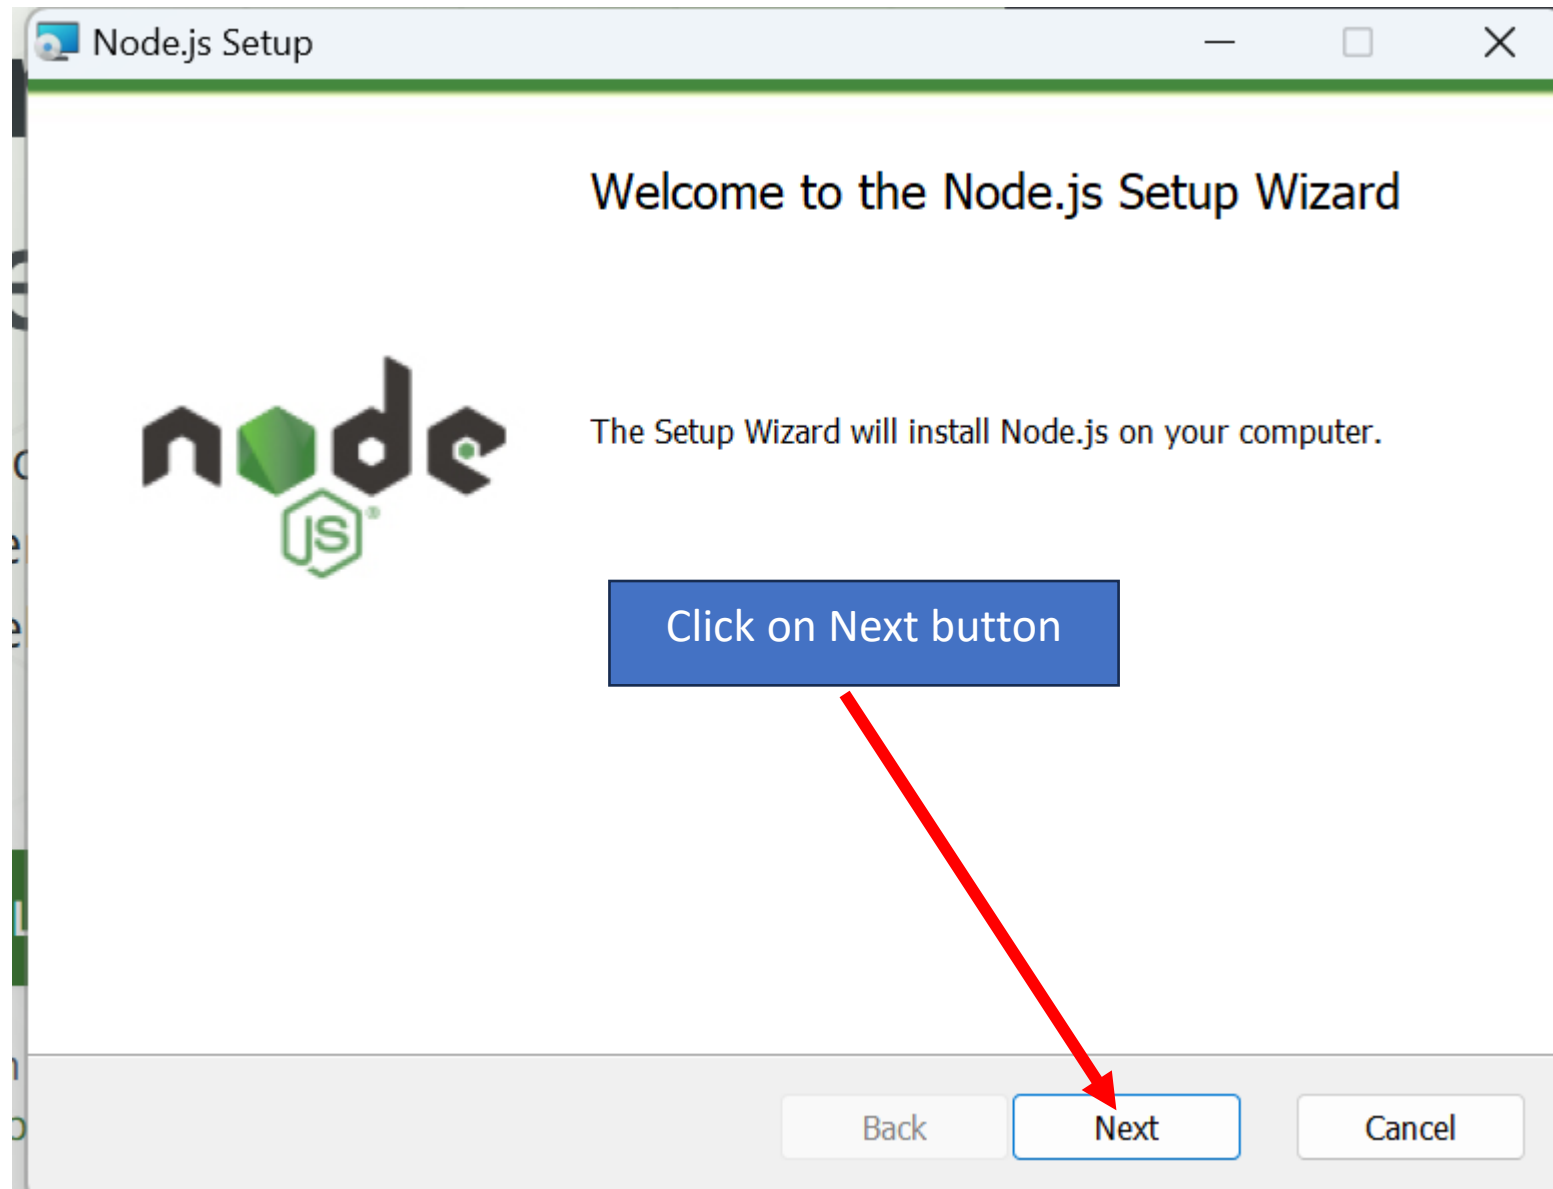 Node.js Setup
Welcome to the Node.js Setup Wizard
node
JS®
The Setup Wizard will install Node.js on your computer.
Click on Next button
Back
Next
Cancel